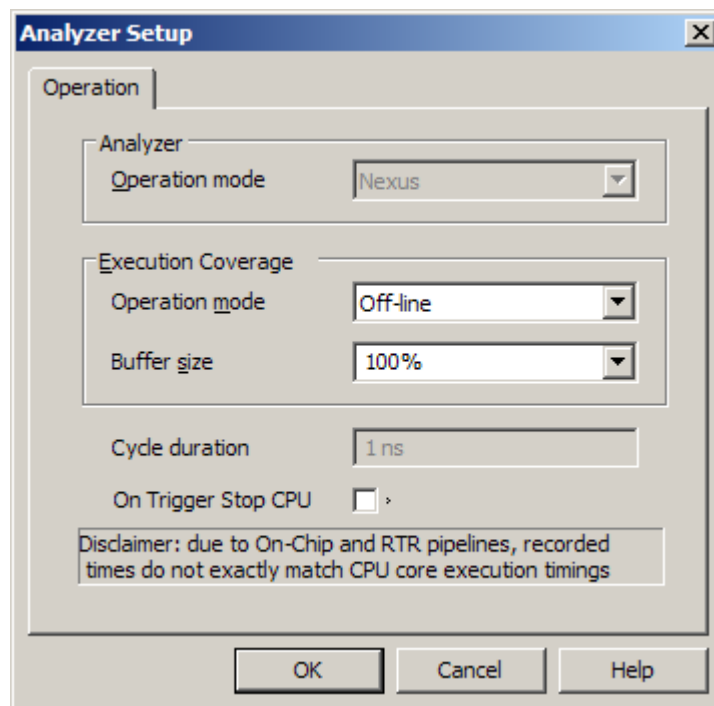 Analyzer Setup
Operation
Analyzer
Operation mode Nexus
Execution Coverage
Operation mode Off-line
Buffer size 100%
Cycle duration 1 ns
On Trigger Stop CPU
Disclaimer: due to On-Chip and RTR pipelines, recorded
times do not exactly match CPU core execution timings
OK Cancel Help